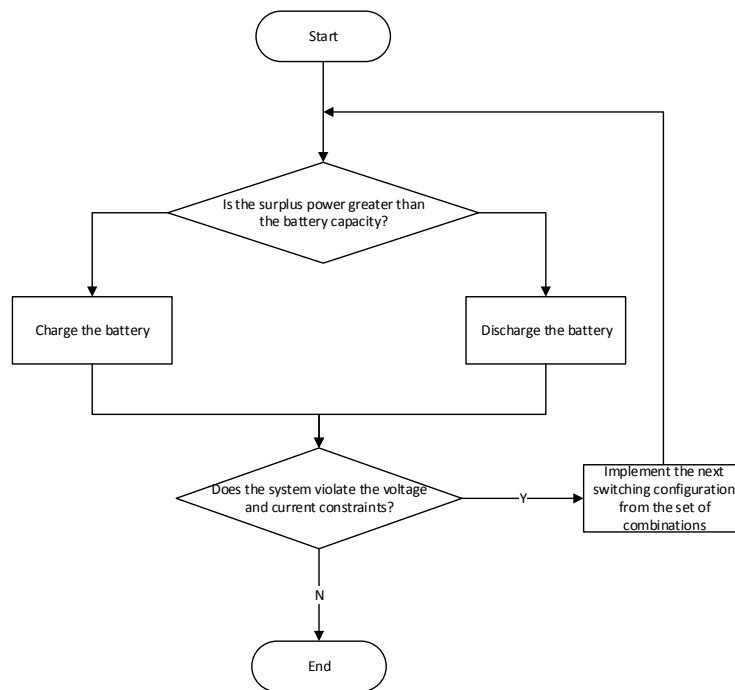 Start
Is the surplus power greater than
the battery capacity?
Charge the battery
Discharge the battery
Does the system violate the voltage
and current constraints?
Y
Implement the next
switching configuration
from the set of
combinations
N
End